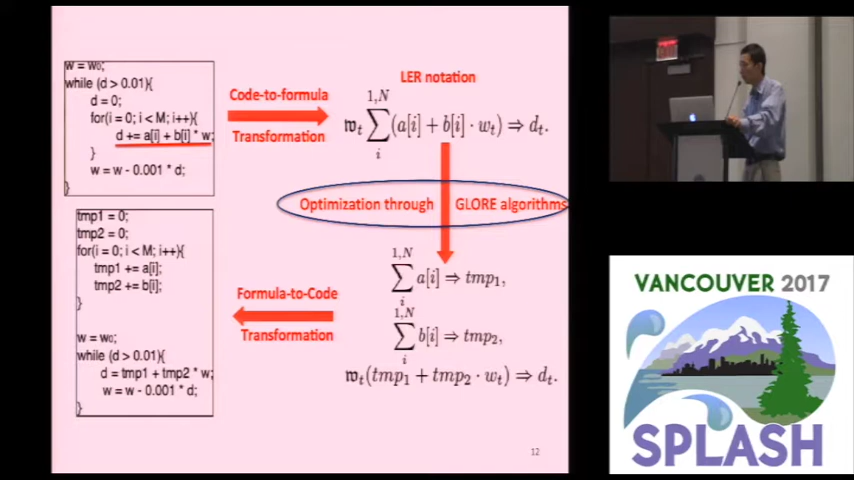 w = w₀;
while (d > 0.01){
d = 0;
for(i = 0; i < M; i++){
d += a[i] + b[i] * w;
}
w = w - 0.001 * d;
}
Code-to-formula
Transformation
LER notation
𝔴ₜ ∑ᵢ^{1,N} (a[i] + b[i] · wₜ) ⇒ dₜ.
Optimization through GLORE algorithms
∑ᵢ^{1,N} a[i] ⇒ tmp₁,
∑ᵢ^{1,N} b[i] ⇒ tmp₂,
𝔴ₜ(tmp₁ + tmp₂ · wₜ) ⇒ dₜ.
Formula-to-Code
Transformation
tmp1 = 0;
tmp2 = 0;
for(i = 0; i < M; i++){
tmp1 += a[i];
tmp2 += b[i];
}
w = w₀;
while (d > 0.01){
d = tmp1 + tmp2 * w;
w = w - 0.001 * d;
}
12
VANCOUVER 2017
SPLASH